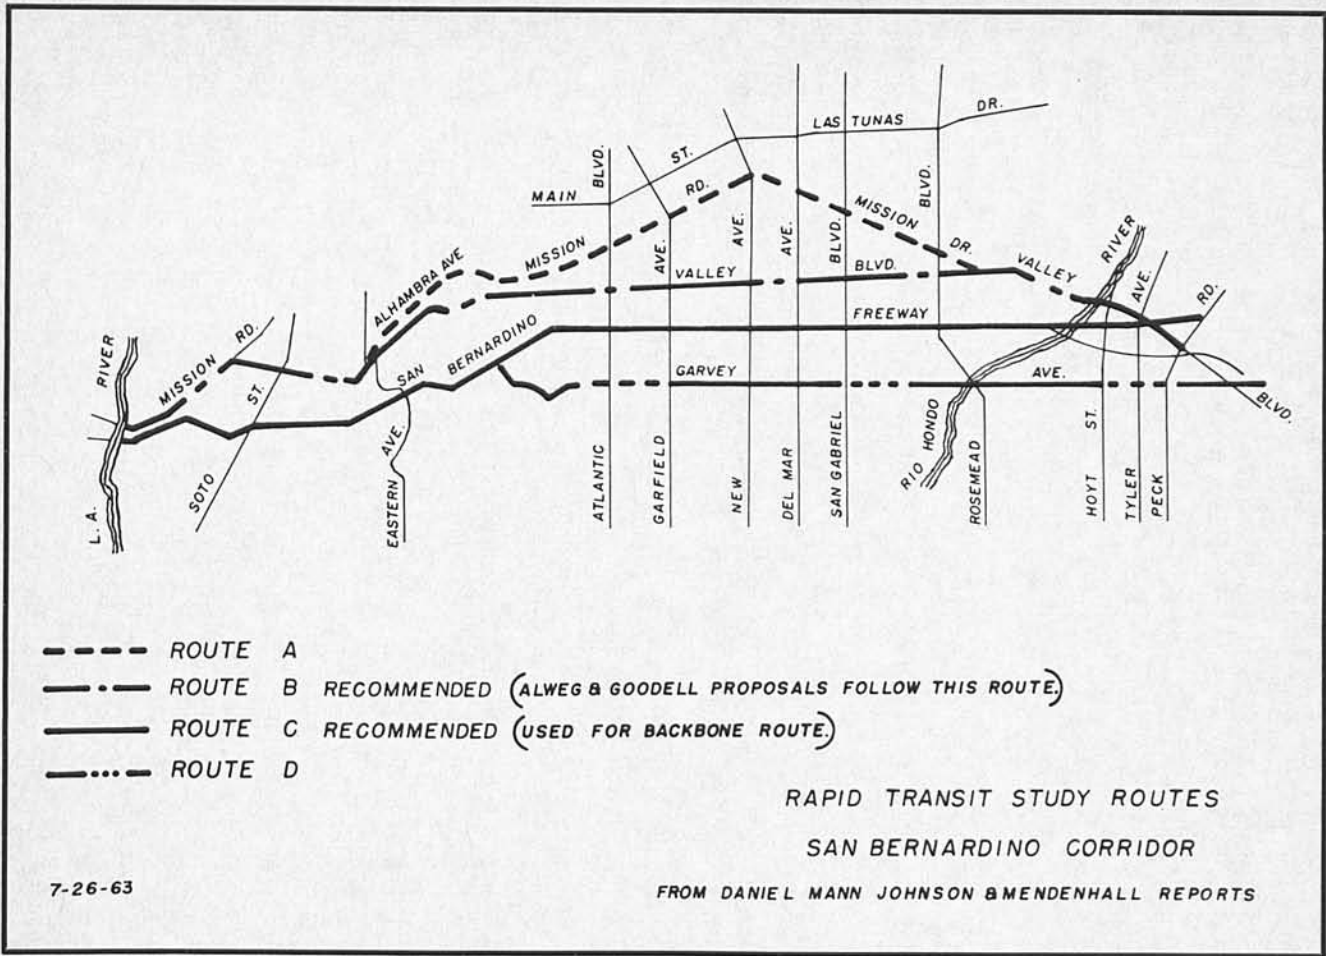 LAS TUNAS DR.
MAIN ST.
BLVD.
BLVD.
MISSION RD.
MISSION DR.
AVE.
AVE.
AVE.
BLVD.
ALHAMBRA AVE
VALLEY BLVD.
VALLEY
BLVD.
RIVER
AVE.
RD.
SAN BERNARDINO FREEWAY
MISSION RD.
RIVER
L. A.
SOTO ST.
EASTERN AVE.
GARVEY AVE.
ATLANTIC
GARFIELD
NEW
DEL MAR
SAN GABRIEL
RIO HONDO
ROSEMEAD
HOYT ST.
TYLER
PECK
ROUTE A
ROUTE B RECOMMENDED (ALWEG & GOODELL PROPOSALS FOLLOW THIS ROUTE.)
ROUTE C RECOMMENDED (USED FOR BACKBONE ROUTE.)
ROUTE D
RAPID TRANSIT STUDY ROUTES
SAN BERNARDINO CORRIDOR
FROM DANIEL MANN JOHNSON & MENDENHALL REPORTS
7-26-63